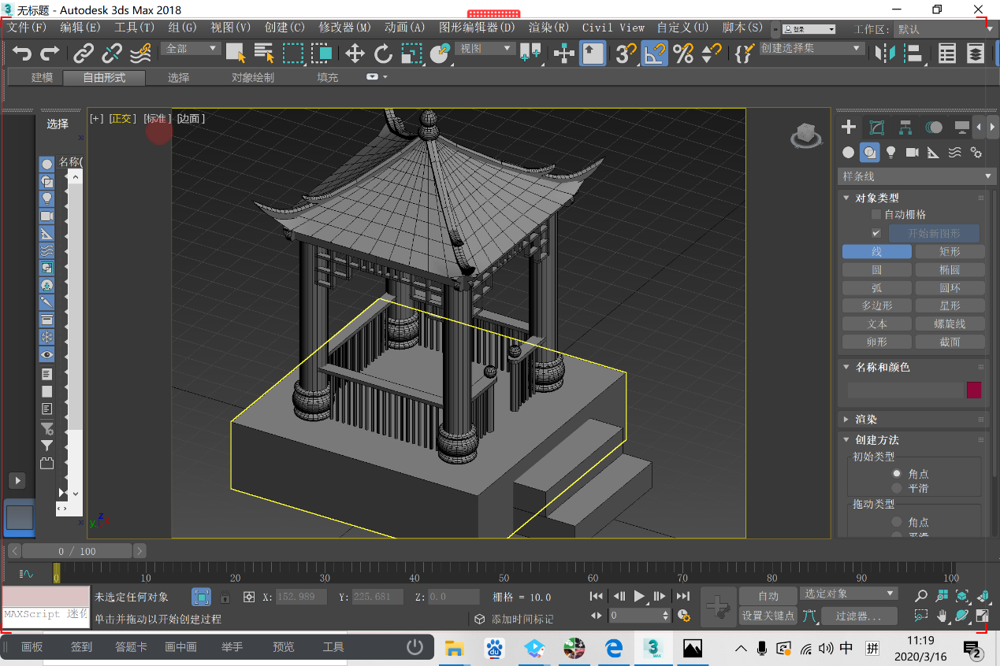 无标题 - Autodesk 3ds Max 2018
文件(F) 编辑(E) 工具(T) 组(G) 视图(V) 创建(C) 修改器(M) 动画(A) 图形编辑器(D) 渲染(R) Civil View 自定义(U) 脚本(S) » 登录 工作区: 默认
全部 视图 创建选择集
建模 自由形式 选择 对象绘制 填充
[+] [正交] [标准] [边面]
选择
名称(
样条线
对象类型
自动栅格
开始新图形
线 矩形
圆 椭圆
弧 圆环
多边形 星形
文本 螺旋线
卵形 截面
名称和颜色
渲染
创建方法
初始类型
角点
平滑
拖动类型
角点
平滑
z
y x
0 / 100
0 10 20 30 40 50 60 70 80 90 100
未选定任何对象 X: 152.989 Y: 225.681 Z: 0.0 栅格 = 10.0 自动 选定对象
MAXScript 迷
单击并拖动以开始创建过程 添加时间标记 0 设置关键点 过滤器...
画板 签到 答题卡 画中画 举手 预览 工具
du
3 MAX
中 拼
11:19
2020/3/16
2